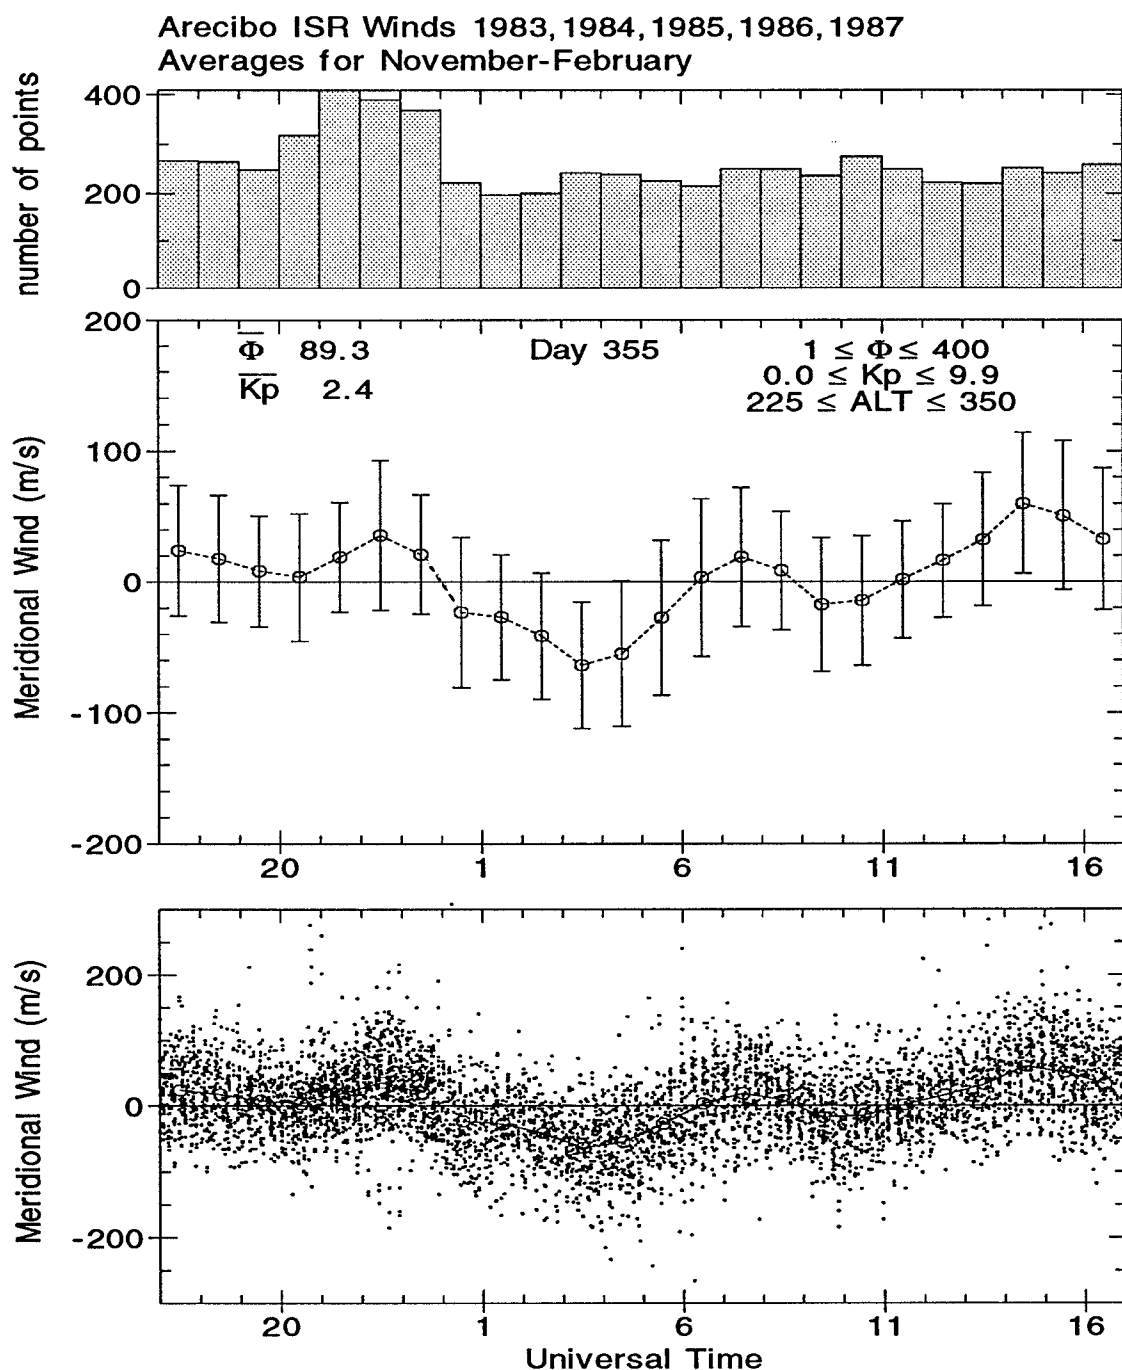 Arecibo ISR Winds 1983,1984,1985,1986,1987
Averages for November-February
number of points
400
200
0
Meridional Wind (m/s)
200
100
0
-100
-200
Φ 89.3
Kp 2.4
Day 355
1 ≤ Φ ≤ 400
0.0 ≤ Kp ≤ 9.9
225 ≤ ALT ≤ 350
20 1 6 11 16
Meridional Wind (m/s)
200
0
-200
20 1 6 11 16
Universal Time